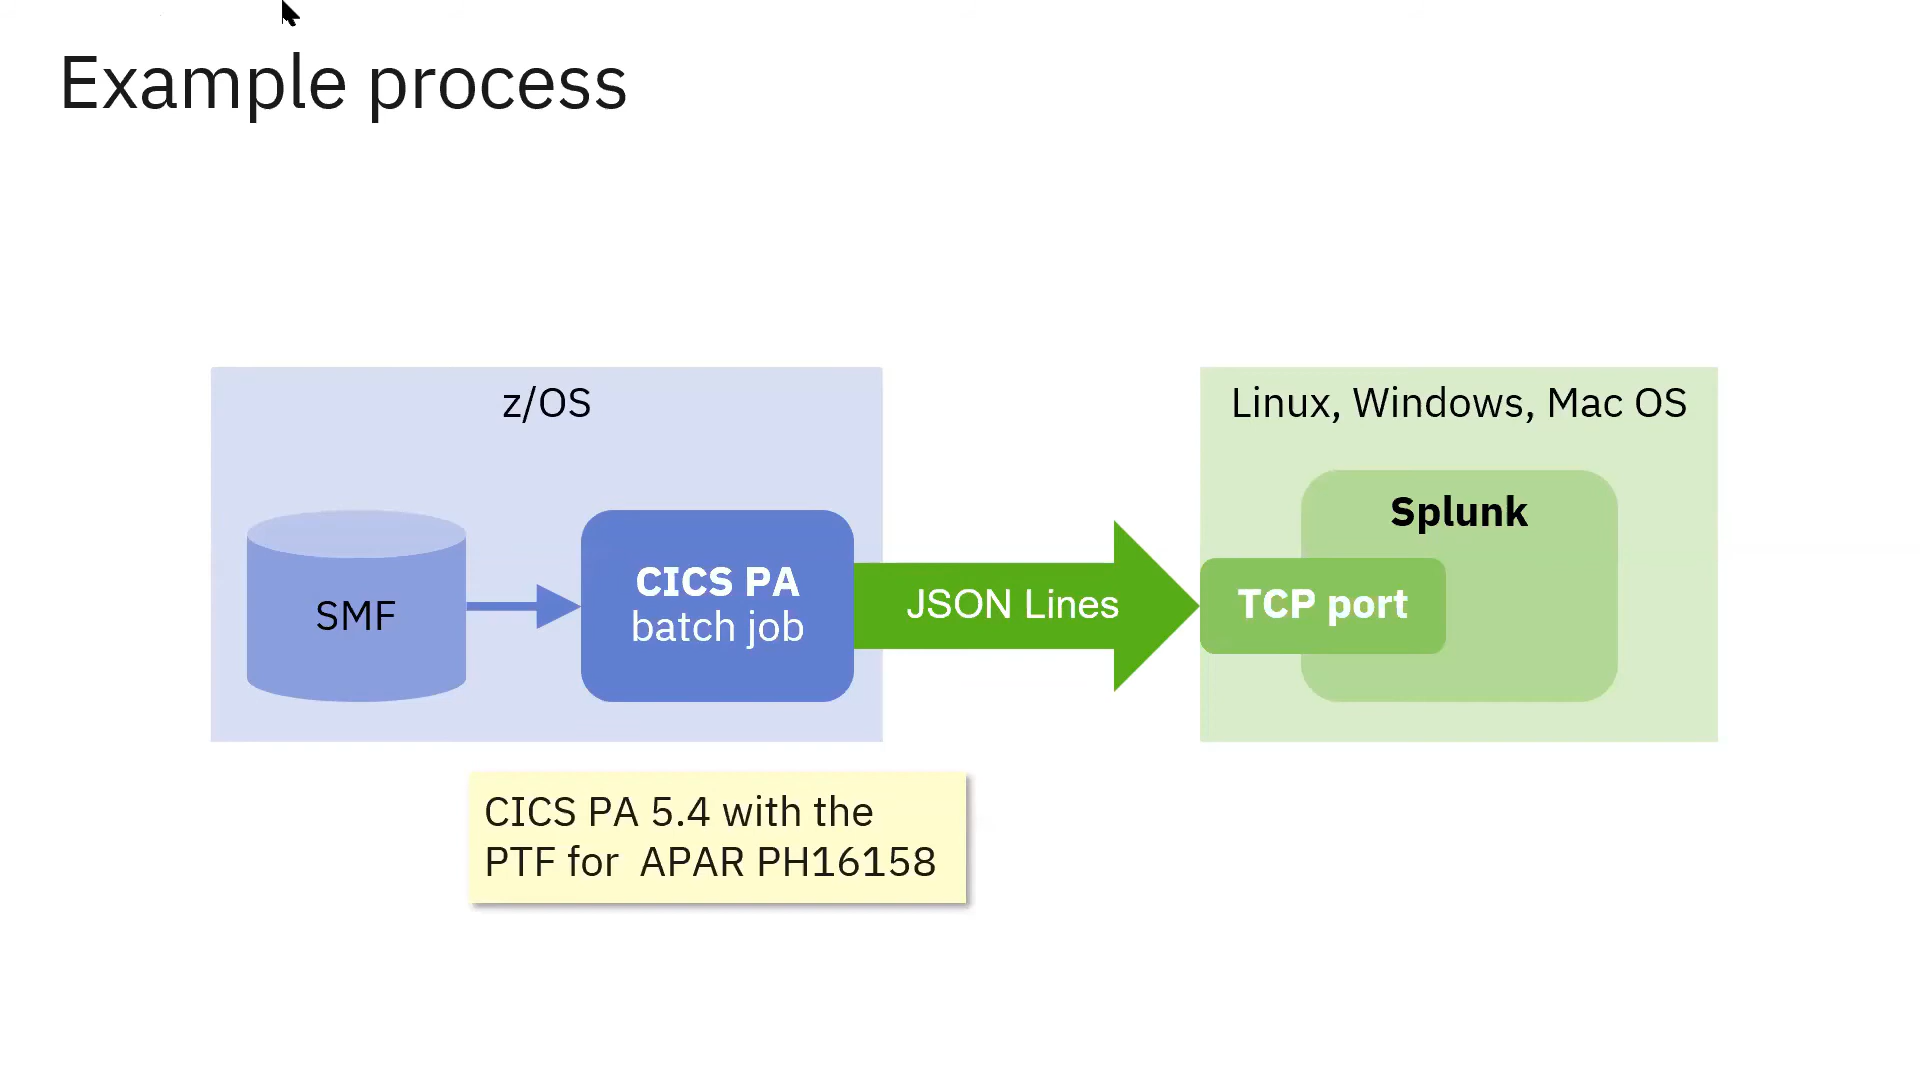 Example process
z/OS
SMF
CICS PA
batch job
JSON Lines
Linux, Windows, Mac OS
Splunk
TCP port
CICS PA 5.4 with the
PTF for  APAR PH16158